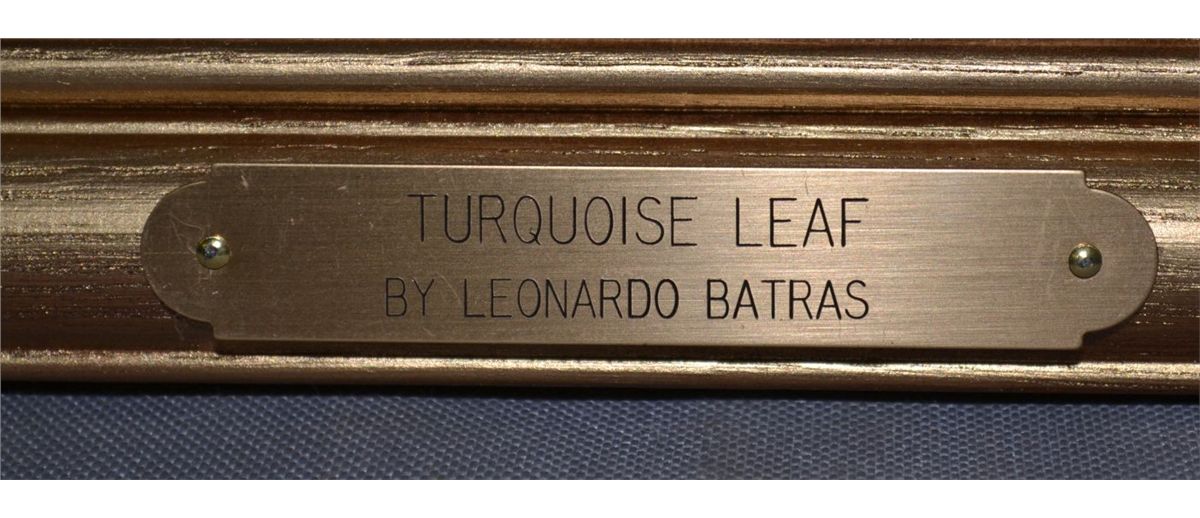 TURQUOISE LEAF
BY LEONARDO BATRAS